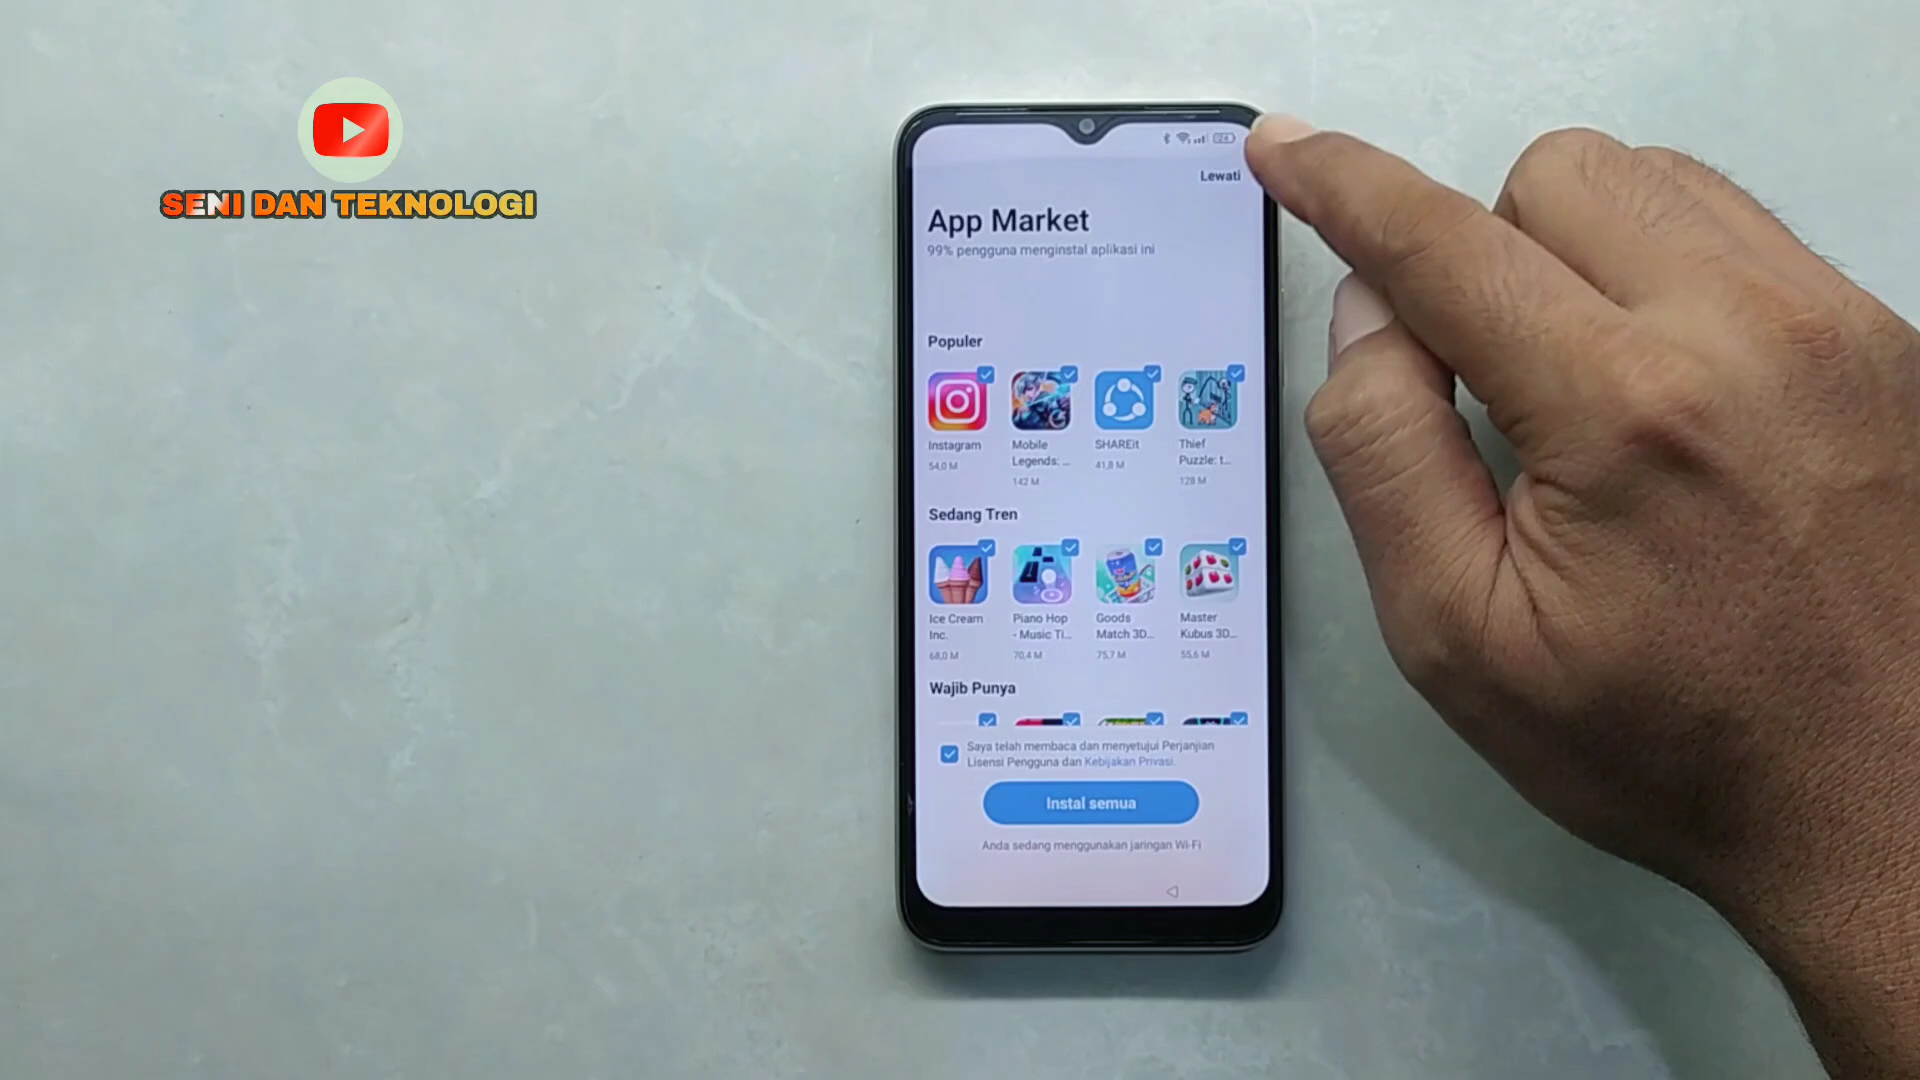 SENI DAN TEKNOLOGI
Lewati
App Market
99% pengguna menginstal aplikasi ini
Populer
Instagram
54,0 M
Mobile
Legends: ...
142 M
SHAREit
41,8 M
Thief
Puzzle: t...
128 M
Sedang Tren
Ice Cream
Inc.
68,0 M
Piano Hop
- Music Ti...
70,4 M
Goods
Match 3D...
75,7 M
Master
Kubus 3D...
55,6 M
Wajib Punya
Saya telah membaca dan menyetujui Perjanjian
Lisensi Pengguna dan Kebijakan Privasi.
Instal semua
Anda sedang menggunakan jaringan Wi-Fi